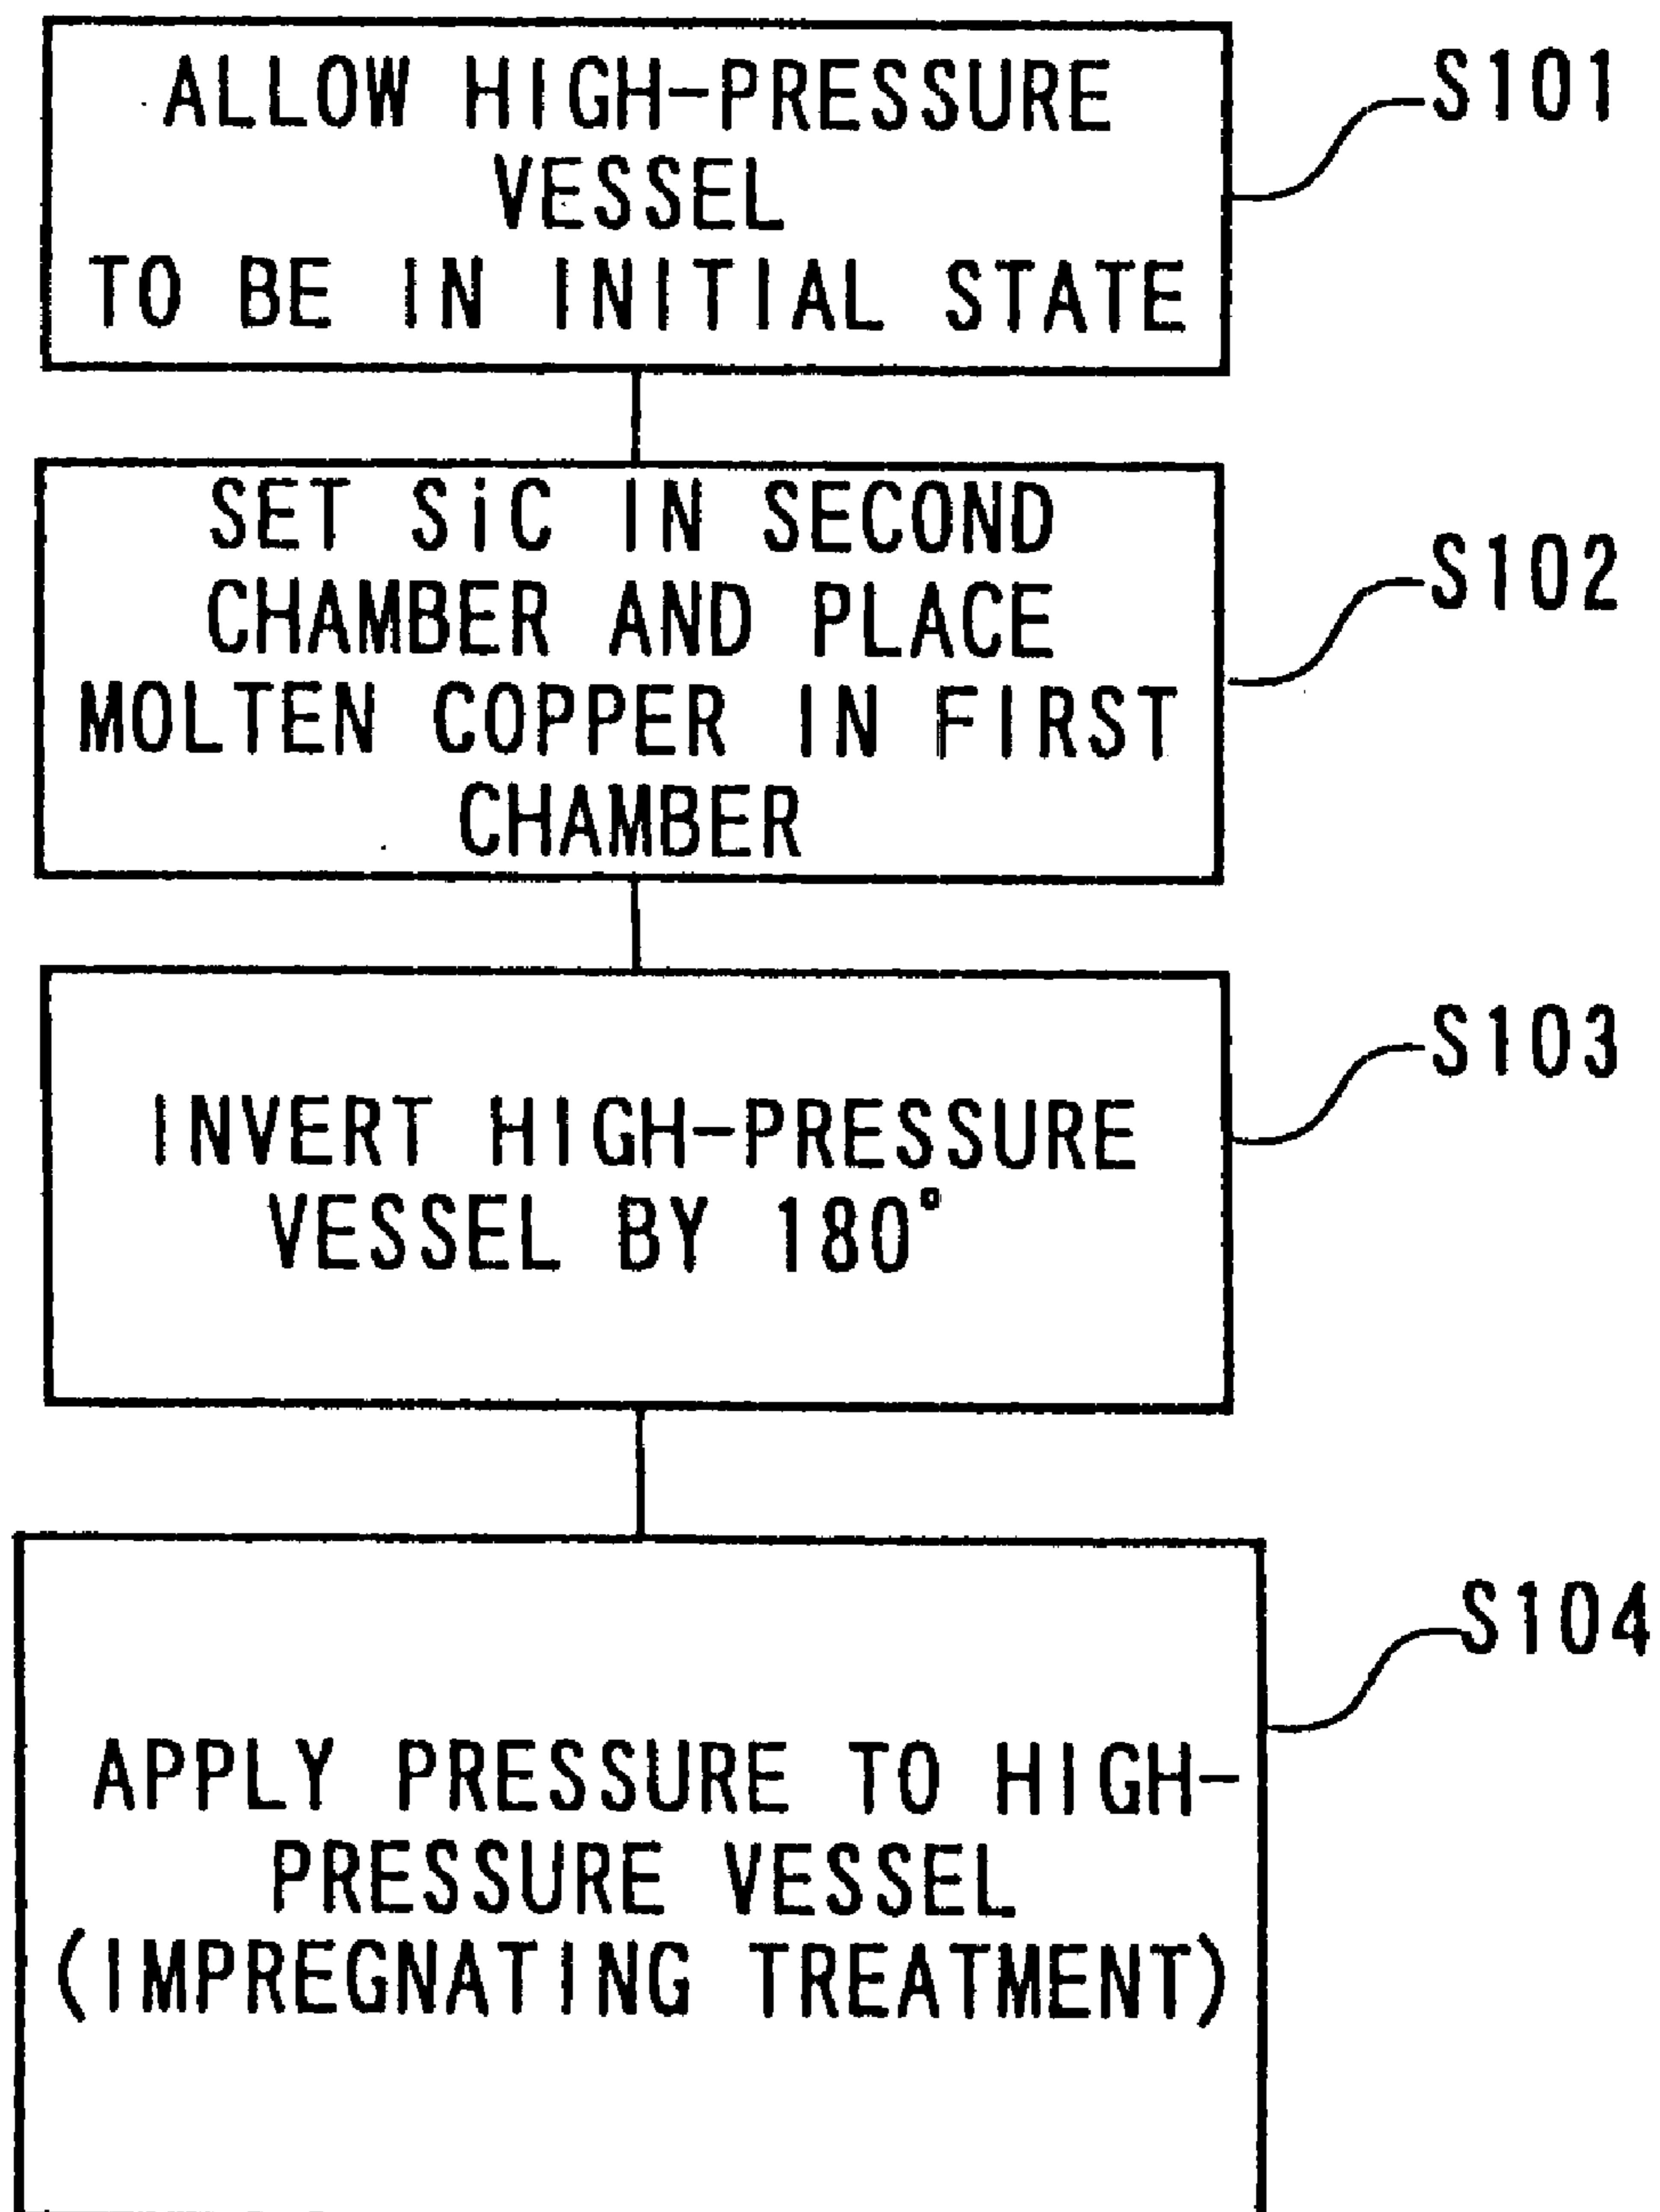 ALLOW HIGH-PRESSURE
VESSEL
TO BE IN INITIAL STATE
S101
SET SiC IN SECOND
CHAMBER AND PLACE
MOLTEN COPPER IN FIRST
CHAMBER
S102
INVERT HIGH-PRESSURE
VESSEL BY 180°
S103
APPLY PRESSURE TO HIGH-
PRESSURE VESSEL
(IMPREGNATING TREATMENT)
S104